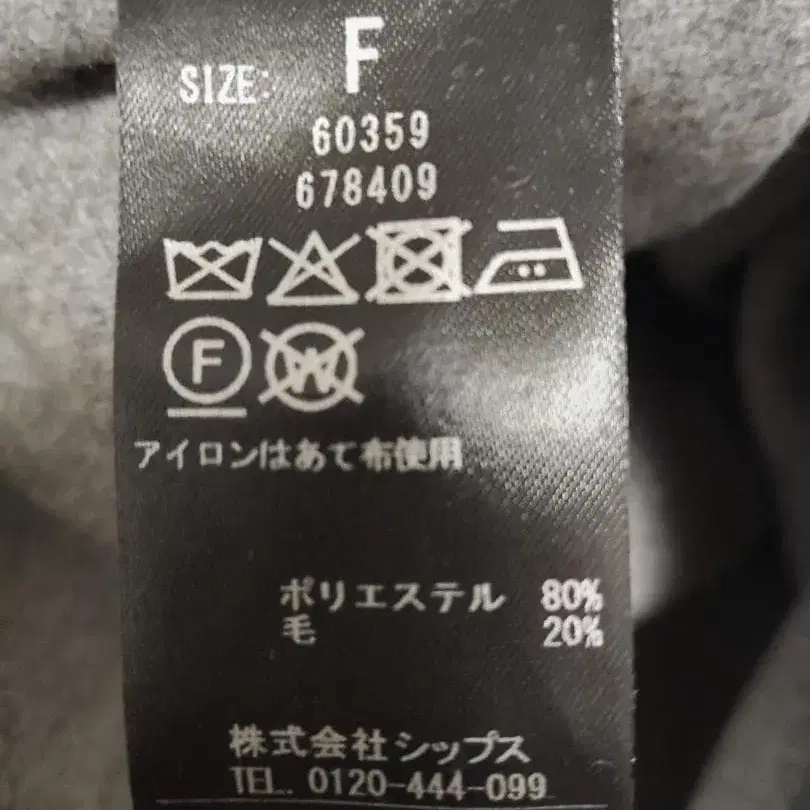 SIZE: F
60359
678409
F W
アイロンはあて布使用
ポリエステル 80%
毛 20%
株式会社シップス
TEL. 0120-444-099